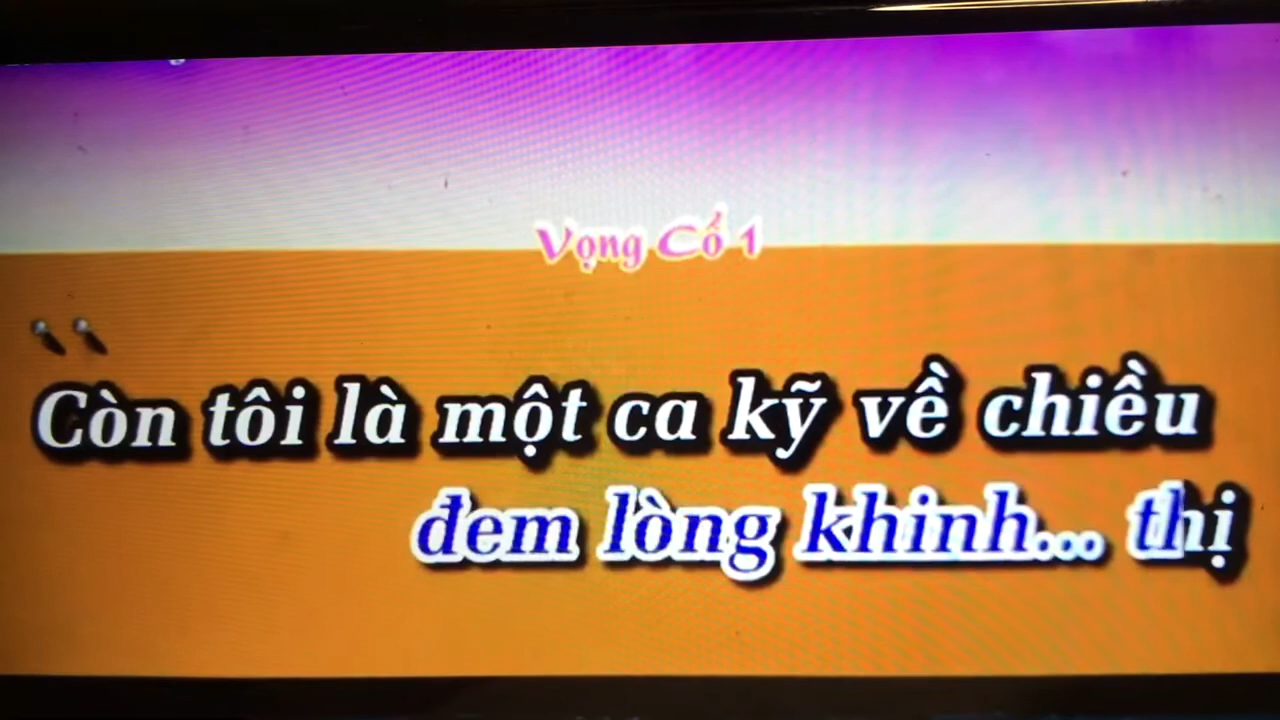 Vọng Cổ 1
Còn tôi là một ca kỹ về chiều
đem lòng khinh... thị